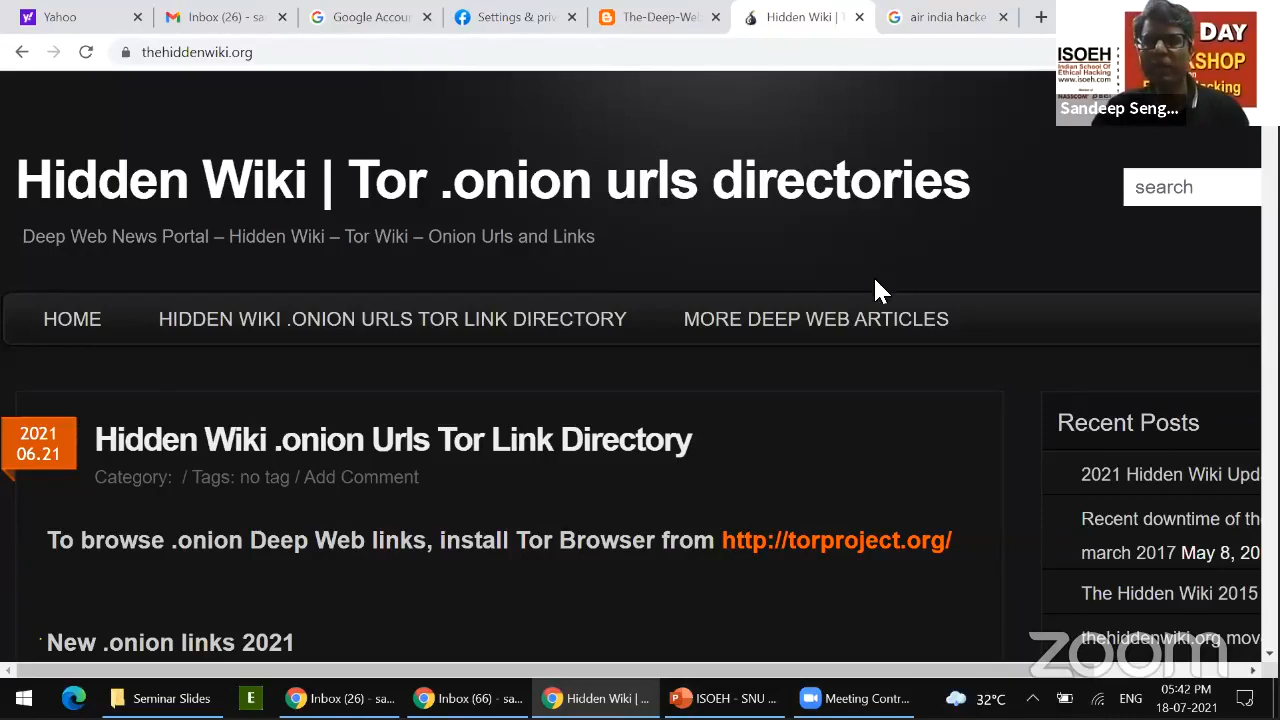 Yahoo
Inbox (26) - sa
Google Accour
Settings & priv
The-Deep-Web
Hidden Wiki | T
air india hacke
thehiddenwiki.org
ISOEH
Indian School Of
Ethical Hacking
www.isoeh.com
DAY
KSHOP
Sandeep Seng...
Hidden Wiki | Tor .onion urls directories
search
Deep Web News Portal – Hidden Wiki – Tor Wiki – Onion Urls and Links
HOME
HIDDEN WIKI .ONION URLS TOR LINK DIRECTORY
MORE DEEP WEB ARTICLES
2021
06.21
Hidden Wiki .onion Urls Tor Link Directory
Category: / Tags: no tag / Add Comment
Recent Posts
2021 Hidden Wiki Upd
To browse .onion Deep Web links, install Tor Browser from http://torproject.org/
Recent downtime of the
march 2017 May 8, 20
The Hidden Wiki 2015
thehiddenwiki.org mov
New .onion links 2021
zoom
Seminar Slides
E
Inbox (26) - sa...
Inbox (66) - sa...
Hidden Wiki |...
ISOEH - SNU ...
Meeting Contr...
32°C
ENG
05:42 PM
18-07-2021